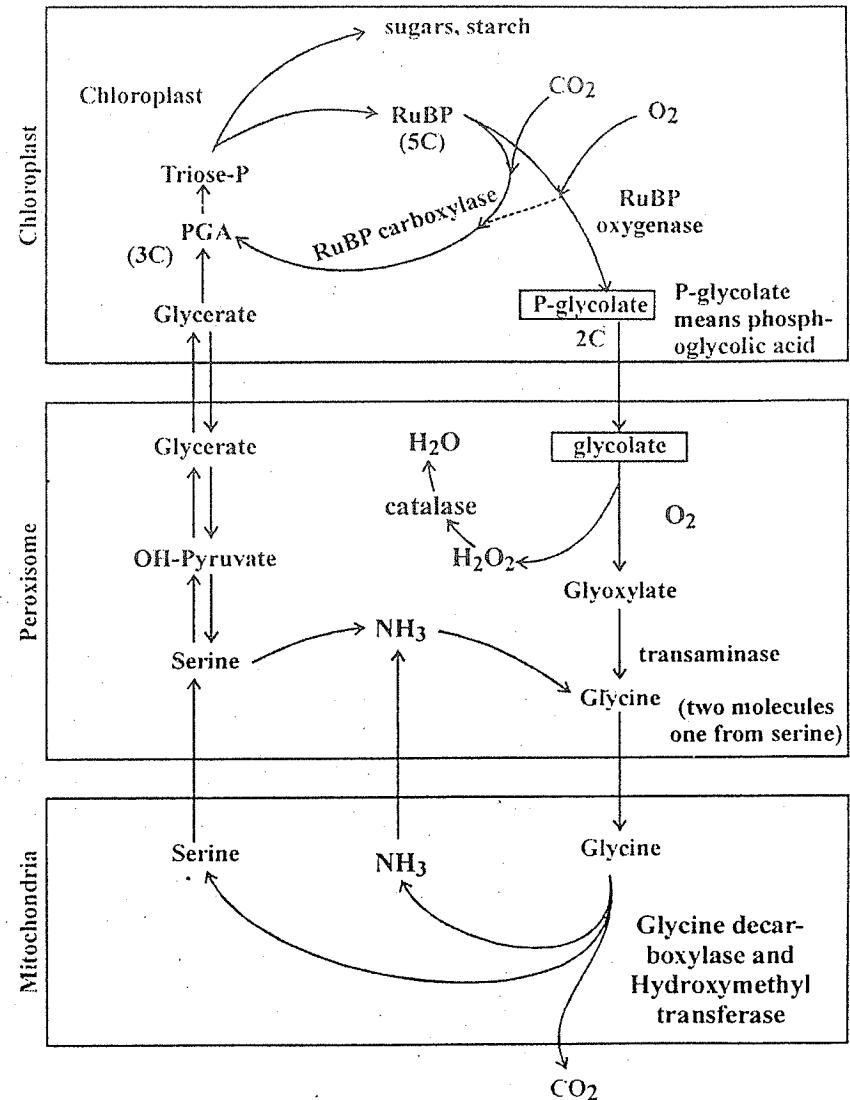 sugars, starch
Chloroplast
Chloroplast
RuBP
(5C)
CO2
O2
Triose-P
RuBP carboxylase
RuBP
oxygenase
PGA
(3C)
P-glycolate
2C
P-glycolate
means phosph-
oglycolic acid
Glycerate
Peroxisome
Glycerate
H2O
glycolate
catalase
O2
OH-Pyruvate
H2O2
Glyoxylate
NH3
Serine
transaminase
Glycine
(two molecules
one from serine)
Mitochondria
Serine
NH3
Glycine
Glycine decar-
boxylase and
Hydroxymethyl
transferase
CO2